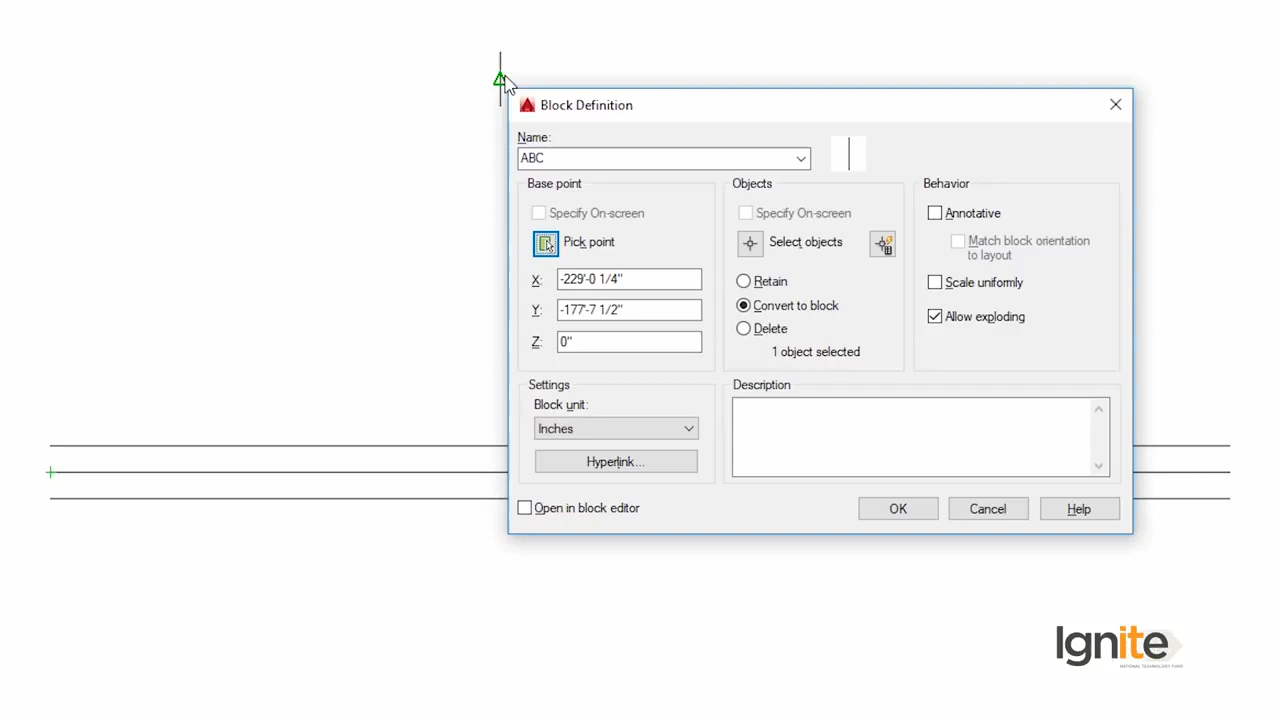 Block Definition
Name:
ABC
Base point
Specify On-screen
Pick point
X: -229'-0 1/4"
Y: -177'-7 1/2"
Z: 0"
Objects
Specify On-screen
Select objects
Retain
Convert to block
Delete
1 object selected
Behavior
Annotative
Match block orientation
to layout
Scale uniformly
Allow exploding
Settings
Block unit:
Inches
Hyperlink...
Description
Open in block editor
OK
Cancel
Help
Ignite
NATIONAL TECHNOLOGY FUND